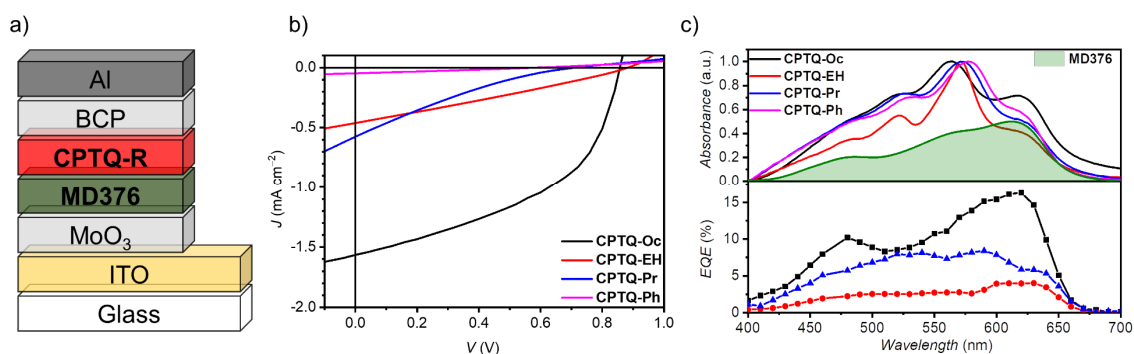 a)
Al
BCP
CPTQ-R
MD376
MoO₃
ITO
Glass
b)
0.0
-0.5
-1.0
-1.5
-2.0
J (mA cm⁻²)
0.0 0.2 0.4 0.6 0.8 1.0
V (V)
CPTQ-Oc
CPTQ-EH
CPTQ-Pr
CPTQ-Ph
c)
CPTQ-Oc
CPTQ-EH
CPTQ-Pr
CPTQ-Ph
MD376
1.0
0.8
0.6
0.4
0.2
0.0
Absorbance (a.u.)
15
10
5
0
EQE (%)
400 450 500 550 600 650 700
Wavelength (nm)